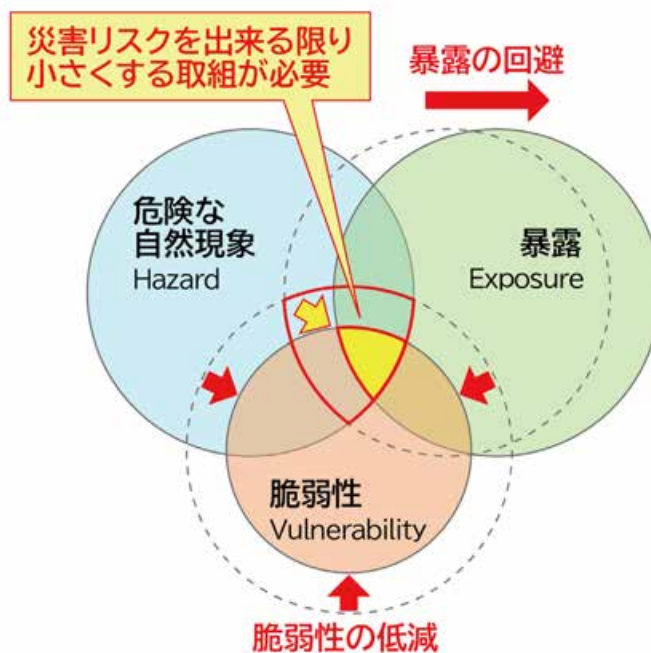 災害リスクを出来る限り
小さくする取組が必要
暴露の回避
危険な
自然現象
Hazard
暴露
Exposure
脆弱性
Vulnerability
脆弱性の低減